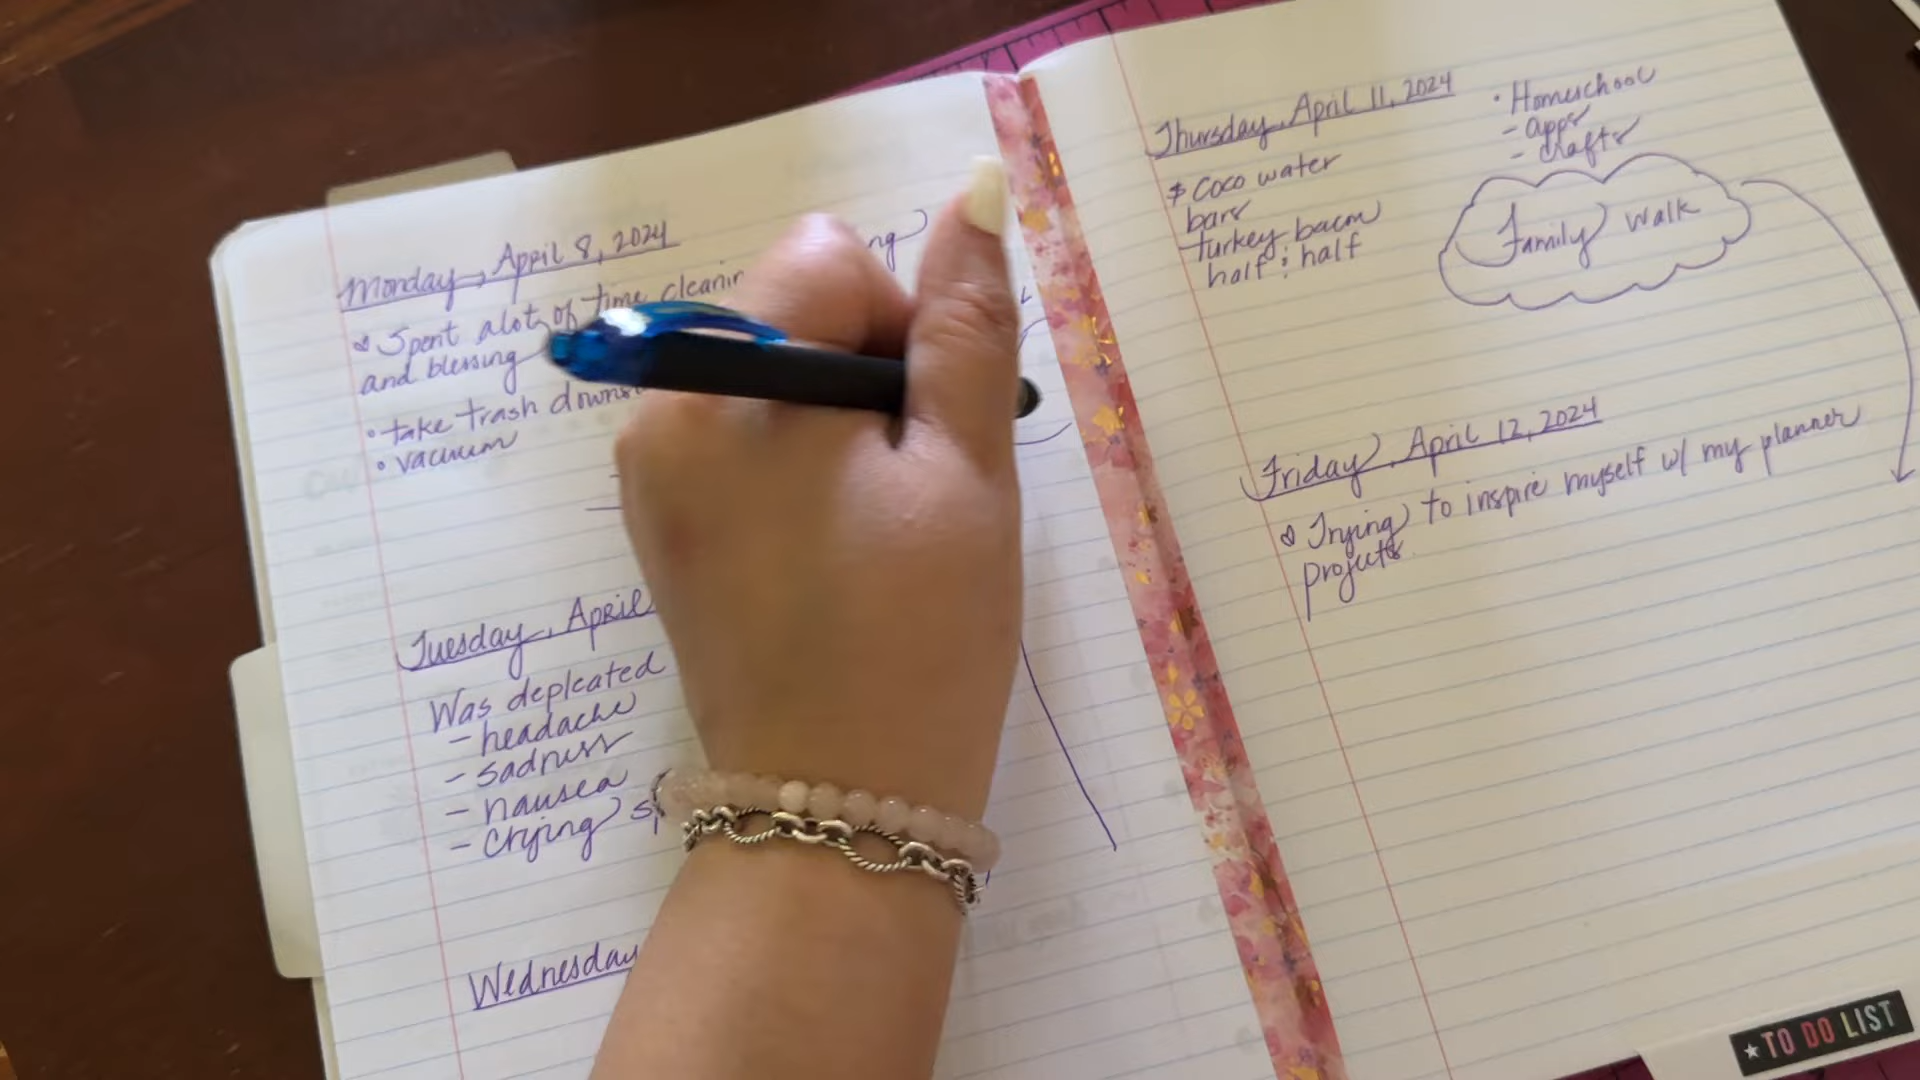 Monday, April 8, 2024
Spent alot of time cleaning
and blessing
• take trash
• vacuum
Tuesday, April
Was depleated
- headache
- sadness
- nausea
- crying
Wednesday
Thursday, April 11, 2024
$ Coco water
bars
turkey bacon
half : half
• Homeschool
- apps
- crafts
Family Walk
Friday, April 12, 2024
Trying to inspire myself w/ my planner
projects.
★ TO DO LIST